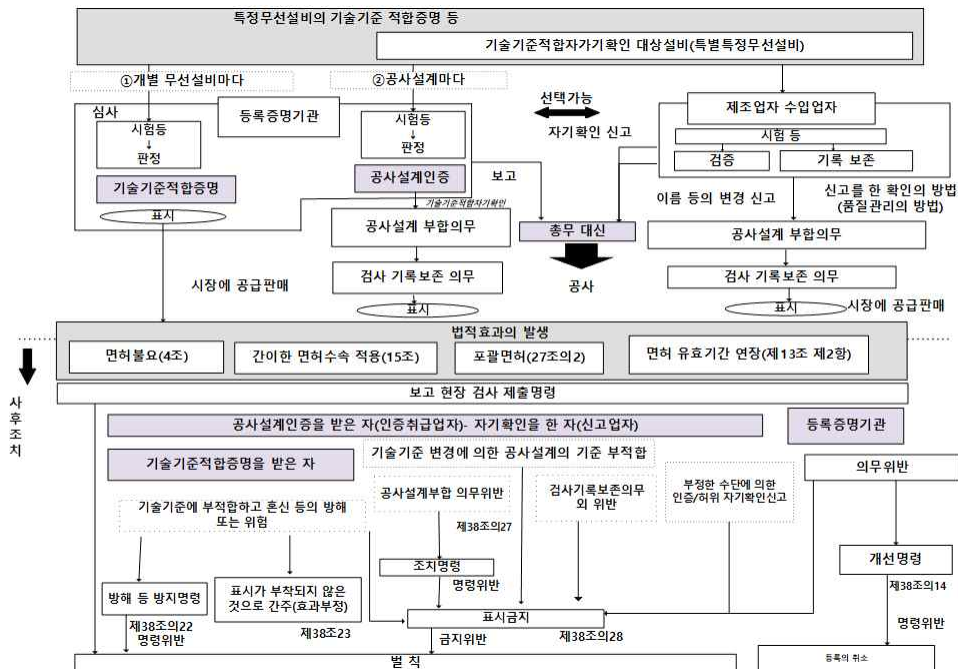 특정무선설비의 기술기준 적합증명 등
기술기준적합자가기확인 대상설비(특별특정무선설비)
①개별 무선설비마다
②공사설계마다
심사
등록증명기관
시험등
판정
시험등
판정
기술기준적합증명
공사설계인증
표시
기술기준적합자기확인
선택가능
자기확인 신고
보고
제조업자 수입업자
시험 등
검증
기록 보존
이름 등의 변경 신고
신고를 한 확인의 방법
(품질관리의 방법)
공사설계 부합의무
총무 대신
공사설계 부합의무
검사 기록보존 의무
공사
검사 기록보존 의무
시장에 공급판매
표시
표시
시장에 공급판매
법적효과의 발생
면허불요(4조)
간이한 면허수속 적용(15조)
포괄면허(27조의2)
면허 유효기간 연장(제13조 제2항)
보고 현장 검사 제출명령
사후조치
공사설계인증을 받은 자(인증취급업자)- 자기확인을 한 자(신고업자)
등록증명기관
기술기준적합증명을 받은 자
기술기준 변경에 의한 공사설계의 기준 부적합
의무위반
기술기준에 부적합하고 혼신 등의 방해
또는 위험
공사설계부합 의무위반
검사기록보존의무
외 위반
부정한 수단에 의한
인증/허위 자기확인신고
제38조의27
조치명령
명령위반
개선명령
제38조의14
방해 등 방지명령
표시가 부착되지 않은
것으로 간주(효과부정)
표시금지
명령위반
제38조의22
명령위반
제38조23
금지위반
제38조의28
벌 칙
등록의 취소